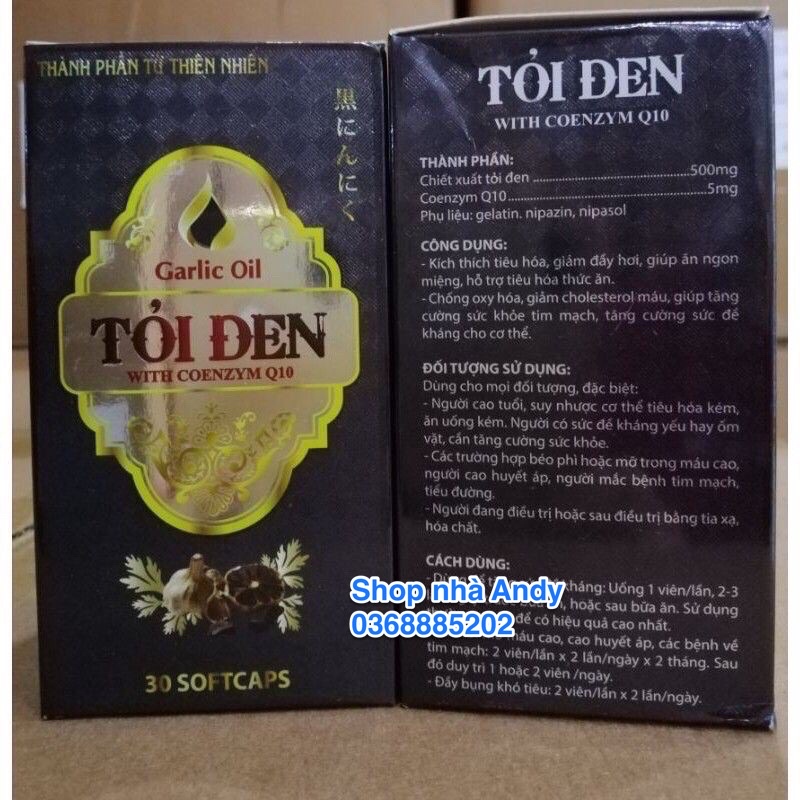 THÀNH PHẦN TỪ THIÊN NHIÊN
黒にんにく
Garlic Oil
TỎI ĐEN
WITH COENZYM Q10
30 SOFTCAPS
TỎI ĐEN
WITH COENZYM Q10
THÀNH PHẦN:
Chiết xuất tỏi đen 500mg
Coenzym Q10 5mg
Phụ liệu: gelatin. nipazin, nipasol
CÔNG DỤNG:
- Kích thích tiêu hóa, giảm đầy hơi, giúp ăn ngon
miệng, hỗ trợ tiêu hóa thức ăn.
- Chống oxy hóa, giảm cholesterol máu, giúp tăng
cường sức khỏe tim mạch, tăng cường sức đề
kháng cho cơ thể.
ĐỐI TƯỢNG SỬ DỤNG:
Dùng cho mọi đối tượng, đặc biệt:
- Người cao tuổi, suy nhược cơ thể tiêu hóa kém,
ăn uống kém. Người có sức đề kháng yếu hay ốm
vặt, cần tăng cường sức khỏe.
- Các trường hợp béo phì hoặc mỡ trong máu cao,
người cao huyết áp, người mắc bệnh tim mạch,
tiểu đường.
- Người đang điều trị hoặc sau điều trị bằng tia xạ,
hóa chất.
CÁCH DÙNG:
kháng: Uống 1 viên/lần, 2-3
hoặc sau bữa ăn. Sử dụng
để có hiệu quả cao nhất.
máu cao, cao huyết áp, các bệnh về
tim mạch: 2 viên/lần x 2 lần/ngày x 2 tháng. Sau
đó duy trì 1 hoặc 2 viên /ngày.
- Đầy bụng khó tiêu: 2 viên/lần x 2 lần/ngày.
Shop nhà Andy
0368885202